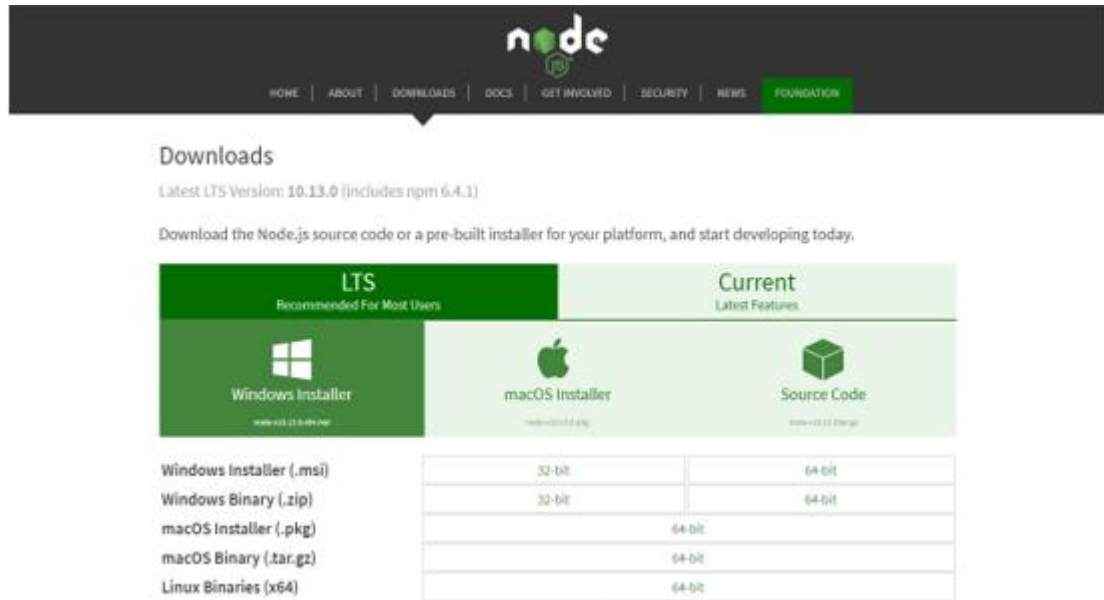 node
JS
HOME | ABOUT | DOWNLOADS | DOCS | GET INVOLVED | SECURITY | NEWS FOUNDATION
Downloads
Latest LTS Version: 10.13.0 (includes npm 6.4.1)
Download the Node.js source code or a pre-built installer for your platform, and start developing today.
LTS Current
Recommended For Most Users Latest Features
Windows Installer macOS Installer Source Code
Windows Installer (.msi) 32-bit 64-bit
Windows Binary (.zip) 32-bit 64-bit
macOS Installer (.pkg) 64-bit
macOS Binary (.tar.gz) 64-bit
Linux Binaries (x64) 64-bit